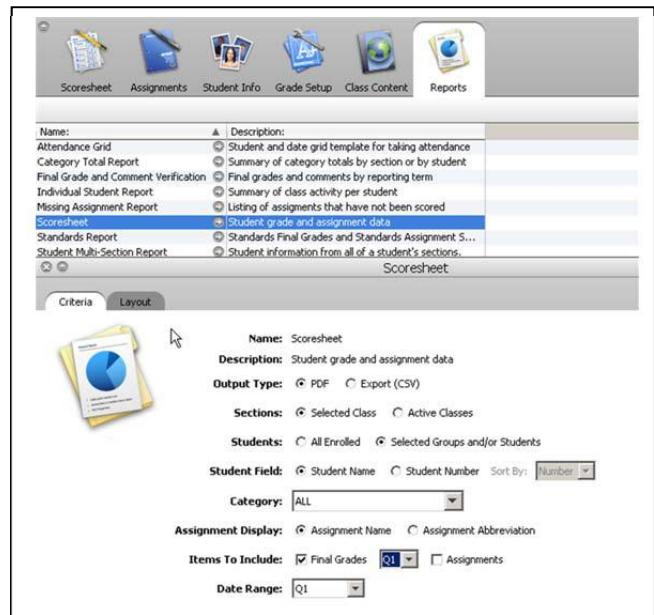 Scoresheet Assignments Student Info Grade Setup Class Content Reports
Name: Description:
Attendance Grid Student and date grid template for taking attendance
Category Total Report Summary of category totals by section or by student
Final Grade and Comment Verification Final grades and comments by reporting term
Individual Student Report Summary of class activity per student
Missing Assignment Report Listing of assigments that have not been scored
Scoresheet Student grade and assignment data
Standards Report Standards Final Grades and Standards Assignment S...
Student Multi-Section Report Student information from all of a student's sections.
Scoresheet
Criteria Layout
Name: Scoresheet
Description: Student grade and assignment data
Output Type: PDF Export (CSV)
Sections: Selected Class Active Classes
Students: All Enrolled Selected Groups and/or Students
Student Field: Student Name Student Number Sort By: Number
Category: ALL
Assignment Display: Assignment Name Assignment Abbreviation
Items To Include: Final Grades Q1 Assignments
Date Range: Q1